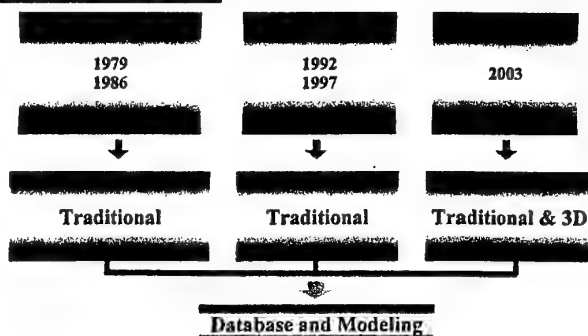 1979
1986
1992
1997
2003
Traditional
Traditional
Traditional & 3D
Database and Modeling